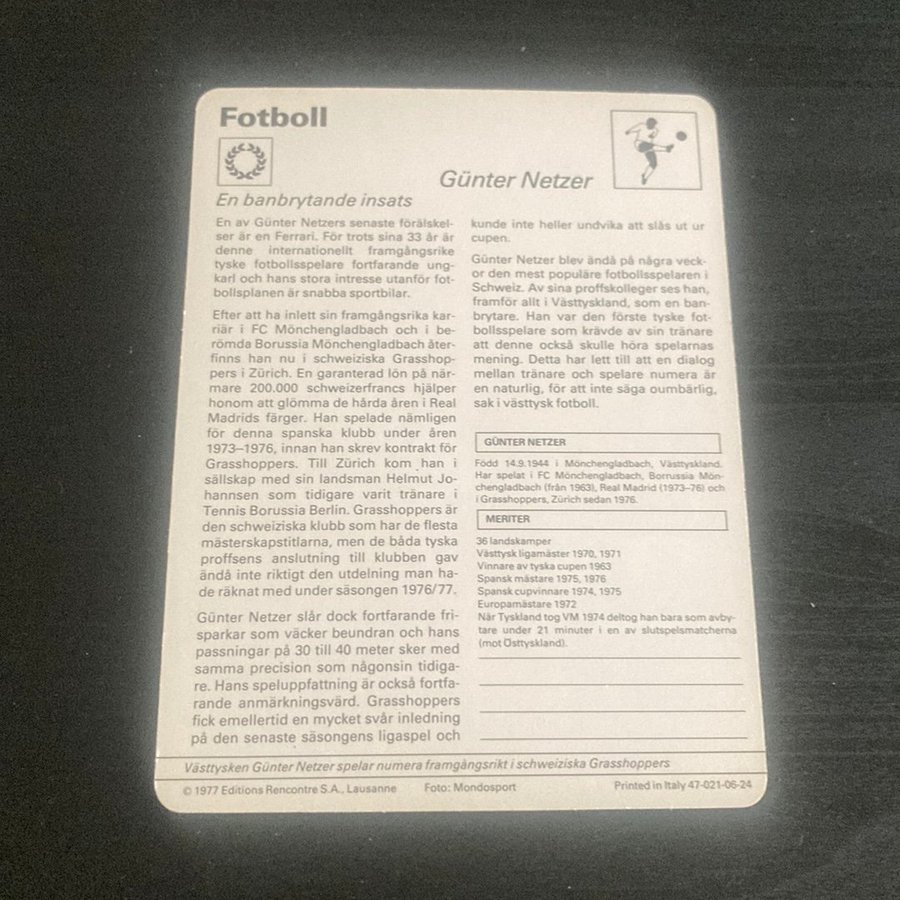 Fotboll
Günter Netzer
En banbrytande insats
En av Günter Netzers senaste förälskel-
ser är en Ferrari. För trots sina 33 år är
denne internationellt framgångsrike
tyske fotbollsspelare fortfarande ung-
karl och hans stora intresse utanför fot-
bollsplanen är snabba sportbilar.
Efter att ha inlett sin framgångsrika kar-
riär i FC Mönchengladbach och i be-
römda Borussia Mönchengladbach åter-
finns han nu i schweiziska Grasshop-
pers i Zürich. En garanterad lön på när-
mare 200.000 schweizerfrancs hjälper
honom att glömma de hårda åren i Real
Madrids färger. Han spelade nämligen
för denna spanska klubb under åren
1973–1976, innan han skrev kontrakt för
Grasshoppers. Till Zürich kom han i
sällskap med sin landsman Helmut Jo-
hannsen som tidigare varit tränare i
Tennis Borussia Berlin. Grasshoppers är
den schweiziska klubb som har de flesta
mästerskapstitlarna, men de båda tyska
proffsens anslutning till klubben gav
ändå inte riktigt den utdelning man ha-
de räknat med under säsongen 1976/77.
Günter Netzer slår dock fortfarande fri-
sparkar som väcker beundran och hans
passningar på 30 till 40 meter sker med
samma precision som någonsin tidiga-
re. Hans speluppfattning är också fortfa-
rande anmärkningsvärd. Grasshoppers
fick emellertid en mycket svår inledning
på den senaste säsongens ligaspel och
kunde inte heller undvika att slås ut ur
cupen.
Günter Netzer blev ändå på några veck-
or den mest populäre fotbollsspelaren i
Schweiz. Av sina proffskolleger ses han,
framför allt i Västtyskland, som en ban-
brytare. Han var den förste tyske fot-
bollsspelare som krävde av sin tränare
att denne också skulle höra spelarnas
mening. Detta har lett till att en dialog
mellan tränare och spelare numera är
en naturlig, för att inte säga oumbärlig,
sak i västtysk fotboll.
GÜNTER NETZER
Född 14.9.1944 i Mönchengladbach, Västtyskland.
Har spelat i FC Mönchengladbach, Borussia Mön-
chengladbach (från 1963), Real Madrid (1973–76) och
i Grasshoppers, Zürich sedan 1976.
MERITER
36 landskamper
Västtysk ligamäster 1970, 1971
Vinnare av tyska cupen 1963
Spansk mästare 1975, 1976
Spansk cupvinnare 1974, 1975
Europamästare 1972
När Tyskland tog VM 1974 deltog han bara som avby-
tare under 21 minuter i en av slutspelsmatcherna
(mot Östtyskland).
Västtysken Günter Netzer spelar numera framgångsrikt i schweiziska Grasshoppers
© 1977 Editions Rencontre S.A., Lausanne Foto: Mondosport Printed in Italy 47-021-06-24